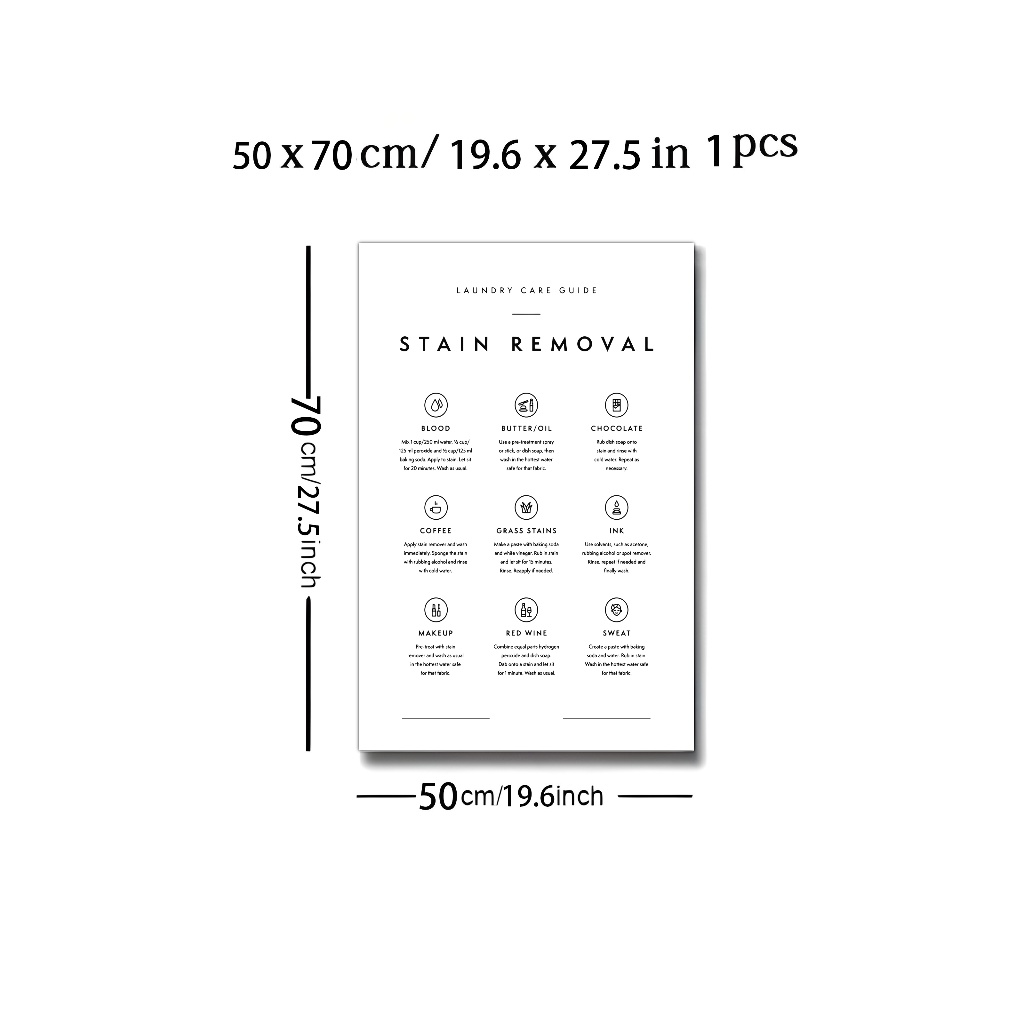 50 x 70 cm/ 19.6 x 27.5 in 1 pcs
LAUNDRY CARE GUIDE
STAIN REMOVAL
BLOOD
Mix 1 cup/250 ml water, ½ cup/
125 ml peroxide and ½ cup/125 ml
baking soda. Apply to stain. Let sit
for 20 minutes. Wash as usual.
BUTTER/OIL
Use a pre-treatment spray
or stick, or dish soap, then
wash in the hottest water
safe for that fabric.
CHOCOLATE
Rub dish soap onto
stain and rinse with
cold water. Repeat as
necessary.
COFFEE
Apply stain remover and wash
immediately. Sponge the stain
with rubbing alcohol and rinse
with cold water.
GRASS STAINS
Make a paste with baking soda
and white vinegar. Rub in stain
and let sit for 15 minutes.
Rinse. Reapply if needed.
INK
Use solvents, such as acetone,
rubbing alcohol or spot remover.
Rinse, repeat if needed and
finally wash.
MAKEUP
Pre-treat with stain
remover and wash as usual
in the hottest water safe
for that fabric.
RED WINE
Combine equal parts hydrogen
peroxide and dish soap.
Dab onto a stain and let sit
for 1 minute. Wash as usual.
SWEAT
Create a paste with baking
soda and water. Rub in stain.
Wash in the hottest water safe
for that fabric.
70 cm/27.5inch
50cm/19.6inch